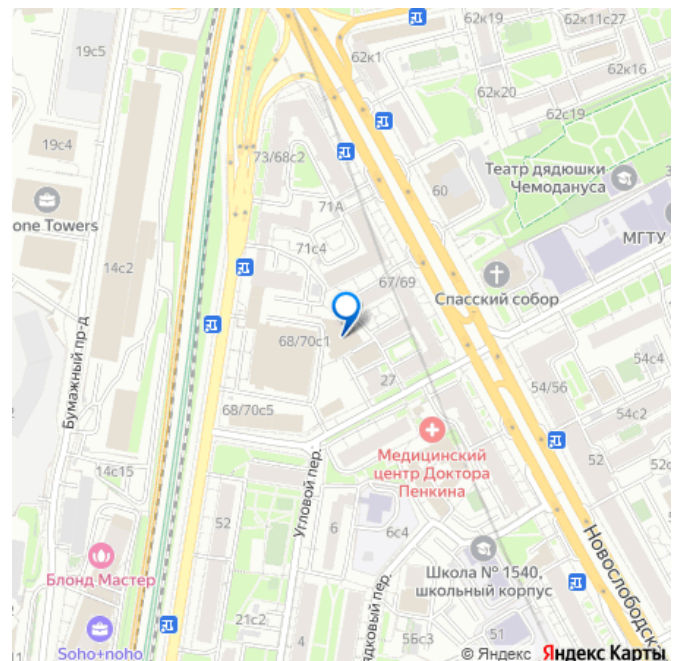 62к19
62к11с27
19с5
62к1
62к16
62с19
19с4
73/68с2
Театр дядюшки
Чемодануса
60
one Towers
71А
МГТУ
14с2
71с4
67/69
Спасский собор
Бумажный пр-д
68/70с1
54с4
27
54/56
68/70с5
54с2
Медицинский
центр Доктора
Пенкина
52
14с15
Угловой пер.
52
6
6с4
Новослободск
Блонд Мастер
Школа № 1540,
школьный корпус
21с2
4
ядковый пер.
56с3
51
Soho+noho
© Яндекс Яндекс Карты